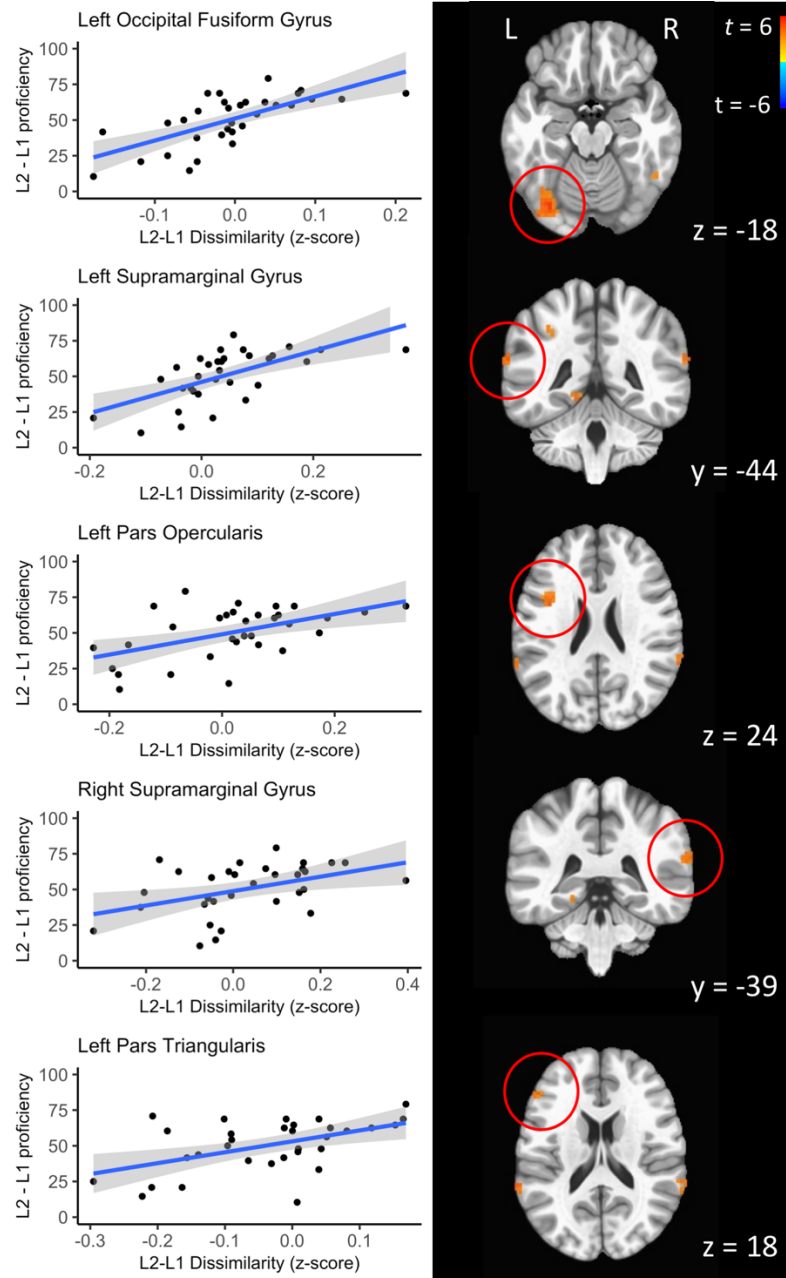 Left Occipital Fusiform Gyrus
100
75
50
25
0
L2 - L1 proficiency
-0.1
0.0
0.1
0.2
L2-L1 Dissimilarity (z-score)
L
R
t = 6
t = -6
z = -18
Left Supramarginal Gyrus
100
75
50
25
0
L2 - L1 proficiency
-0.2
0.0
0.2
L2-L1 Dissimilarity (z-score)
y = -44
Left Pars Opercularis
100
75
50
25
0
L2 - L1 proficiency
-0.2
0.0
0.2
L2-L1 Dissimilarity (z-score)
z = 24
Right Supramarginal Gyrus
100
75
50
25
0
L2 - L1 proficiency
-0.2
0.0
0.2
0.4
L2-L1 Dissimilarity (z-score)
y = -39
Left Pars Triangularis
100
75
50
25
0
L2 - L1 proficiency
-0.3
-0.2
-0.1
0.0
0.1
L2-L1 Dissimilarity (z-score)
z = 18